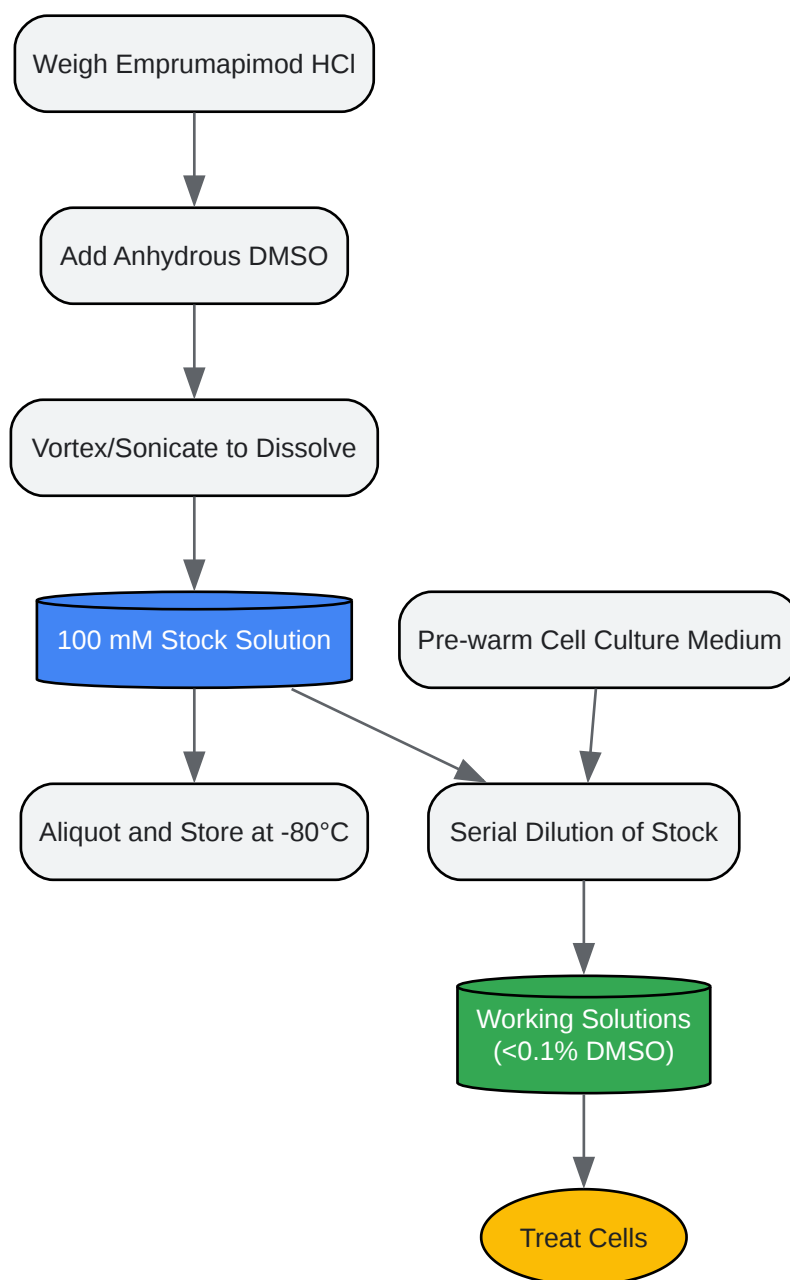 Weigh Emprumapimod HCl
Add Anhydrous DMSO
Vortex/Sonicate to Dissolve
100 mM Stock Solution
Pre-warm Cell Culture Medium
Aliquot and Store at -80°C
Serial Dilution of Stock
Working Solutions
(<0.1% DMSO)
Treat Cells